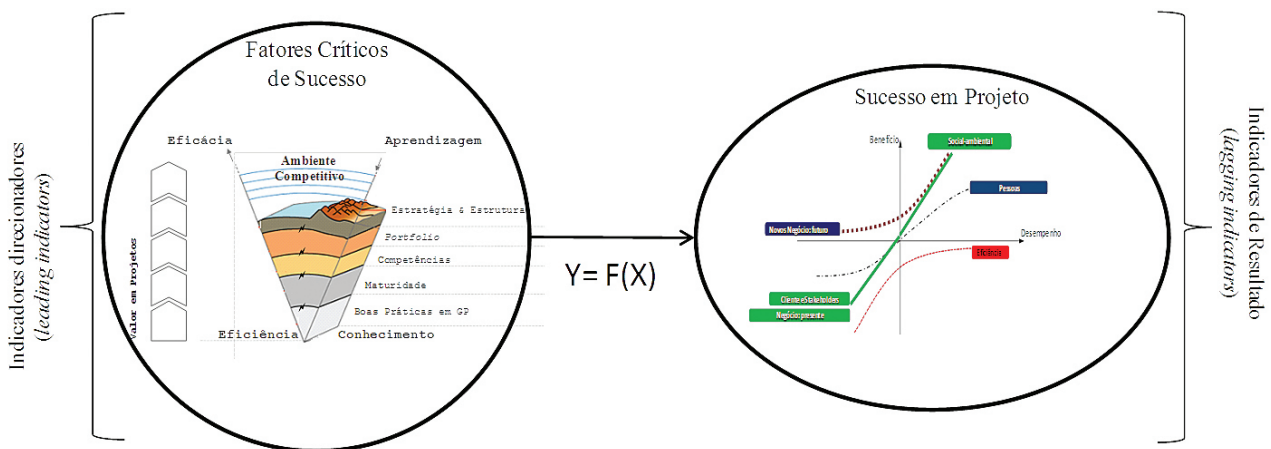 Indicadores direcionadores
(leading indicators)
Fatores Críticos
de Sucesso
Eficácia
Aprendizagem
Ambiente
Competitivo
Valor em Projetos
Estratégia & Estrutura
Portfolio
Competências
Maturidade
Boas Práticas em GP
Eficiência
Conhecimento
Y= F(X)
Sucesso em Projeto
Benefício
Social-ambiental
Pessoas
Novos Negócio: futuro
Desempenho
Eficiência
Cliente e Stakeholders
Negócio: presente
Indicadores de Resultado
(lagging indicators)